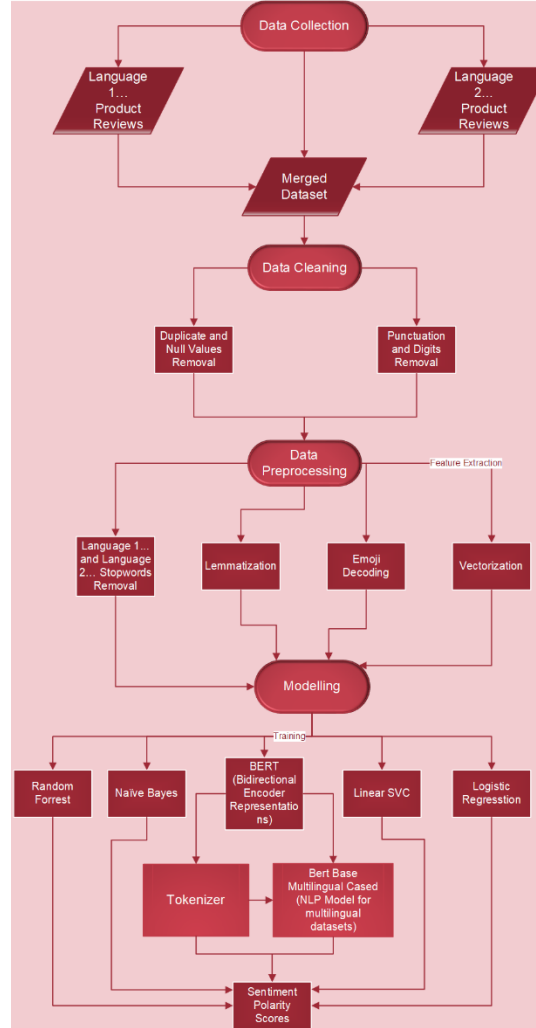 Data Collection
Language
1...
Product
Reviews
Language
2...
Product
Reviews
Merged
Dataset
Data Cleaning
Duplicate and
Null Values
Removal
Punctuation
and Digits
Removal
Data
Preprocessing
Feature Extraction
Language 1...
and Language
2... Stopwords
Removal
Lemmatization
Emoji
Decoding
Vectorization
Modelling
Training
Random
Forrest
Naïve Bayes
BERT
(Bidirectional
Encoder
Representatio
ns)
Linear SVC
Logistic
Regresstion
Tokenizer
Bert Base
Multilingual Cased
(NLP Model for
multilingual
datasets)
Sentiment
Polarity
Scores